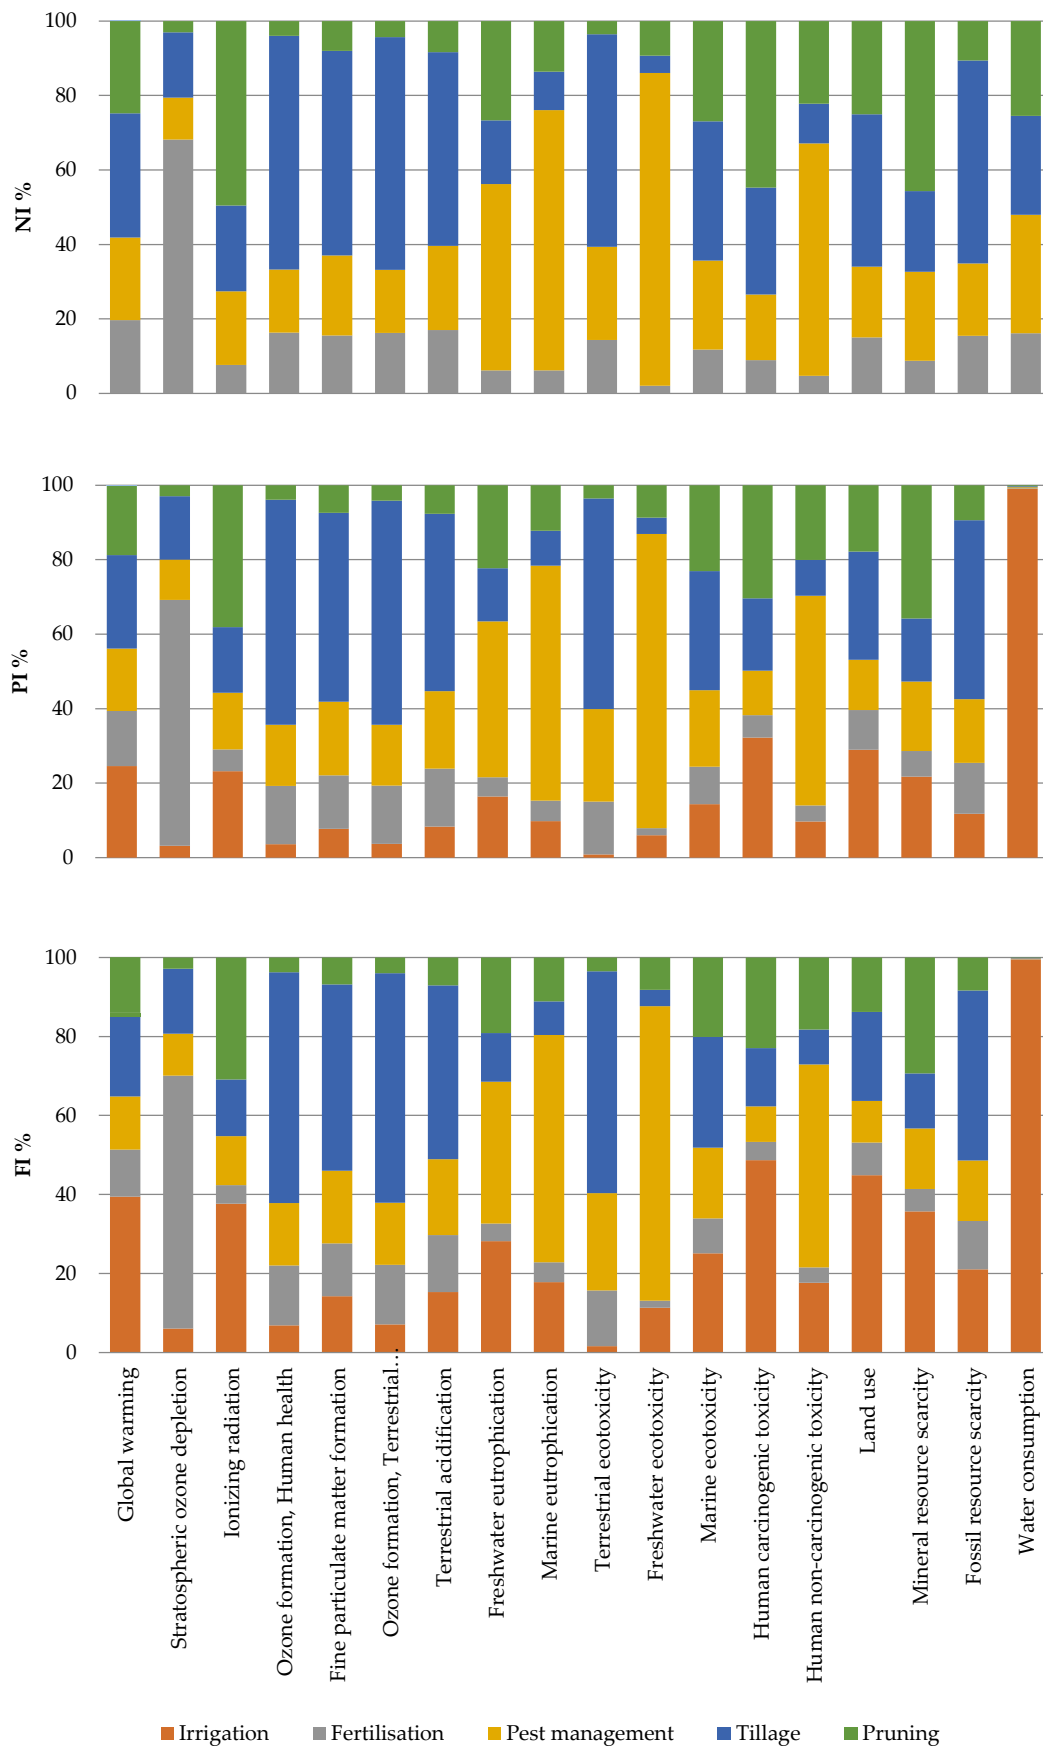 100
80
60
40
20
0
NI %
100
80
60
40
20
0
PI %
100
80
60
40
20
0
FI %
Global warming
Stratospheric ozone depletion
Ionizing radiation
Ozone formation, Human health
Fine particulate matter formation
Ozone formation, Terrestrial…
Terrestrial acidification
Freshwater eutrophication
Marine eutrophication
Terrestrial ecotoxicity
Freshwater ecotoxicity
Marine ecotoxicity
Human carcinogenic toxicity
Human non-carcinogenic toxicity
Land use
Mineral resource scarcity
Fossil resource scarcity
Water consumption
Irrigation Fertilisation Pest management Tillage Pruning